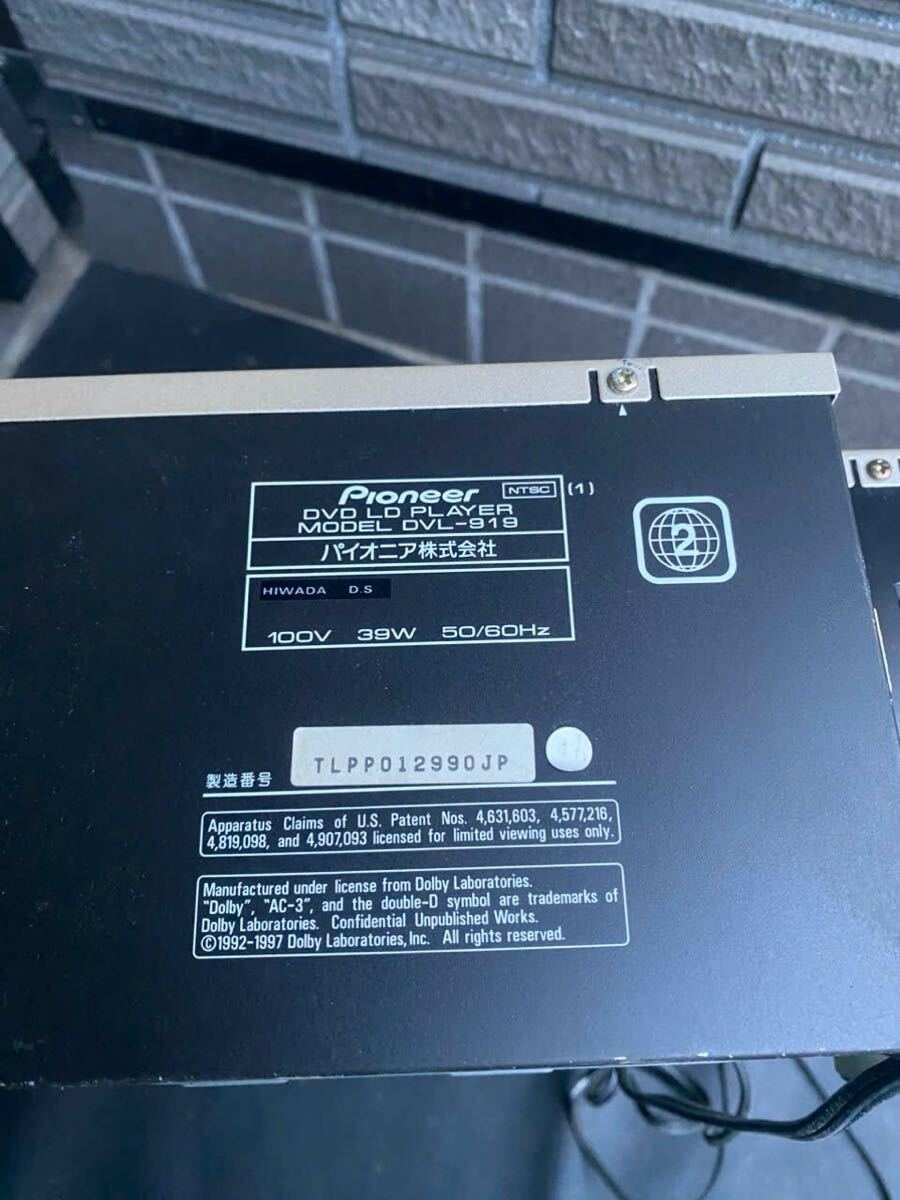 Pioneer NTSC (1)
DVD LD PLAYER
MODEL DVL-919
パイオニア株式会社
2
HIWADA D.S
100V 39W 50/60Hz
製造番号 TLPP012990JP
Apparatus Claims of U.S. Patent Nos. 4,631,603, 4,577,216,
4,819,098, and 4,907,093 licensed for limited viewing uses only.
Manufactured under license from Dolby Laboratories.
"Dolby", "AC-3", and the double-D symbol are trademarks of
Dolby Laboratories. Confidential Unpublished Works.
©1992-1997 Dolby Laboratories, Inc. All rights reserved.